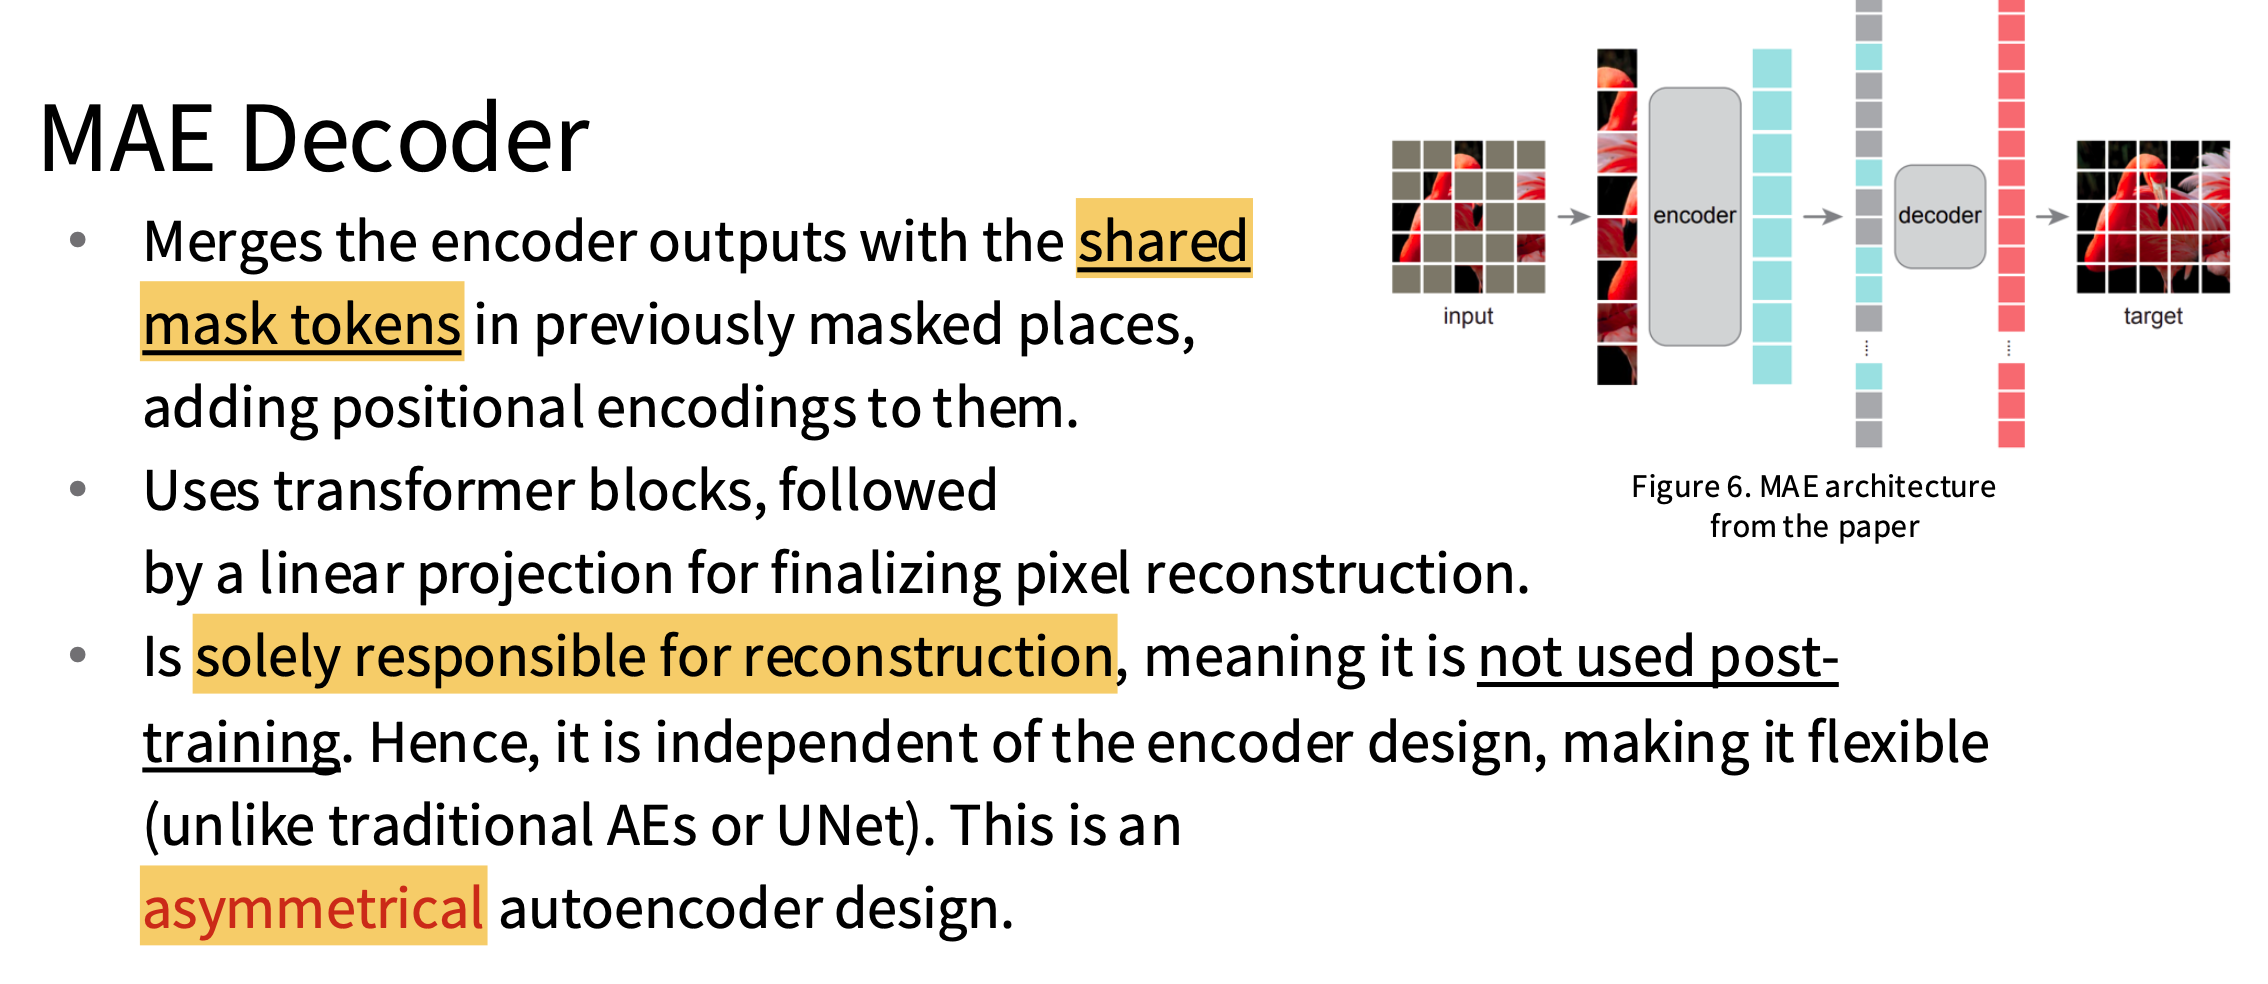 MAE Decoder
• Merges the encoder outputs with the shared
mask tokens in previously masked places,
adding positional encodings to them.
• Uses transformer blocks, followed
by a linear projection for finalizing pixel reconstruction.
• Is solely responsible for reconstruction, meaning it is not used post-
training. Hence, it is independent of the encoder design, making it flexible
(unlike traditional AEs or UNet). This is an
asymmetrical autoencoder design.
input
encoder
decoder
target
Figure 6. MAE architecture
from the paper